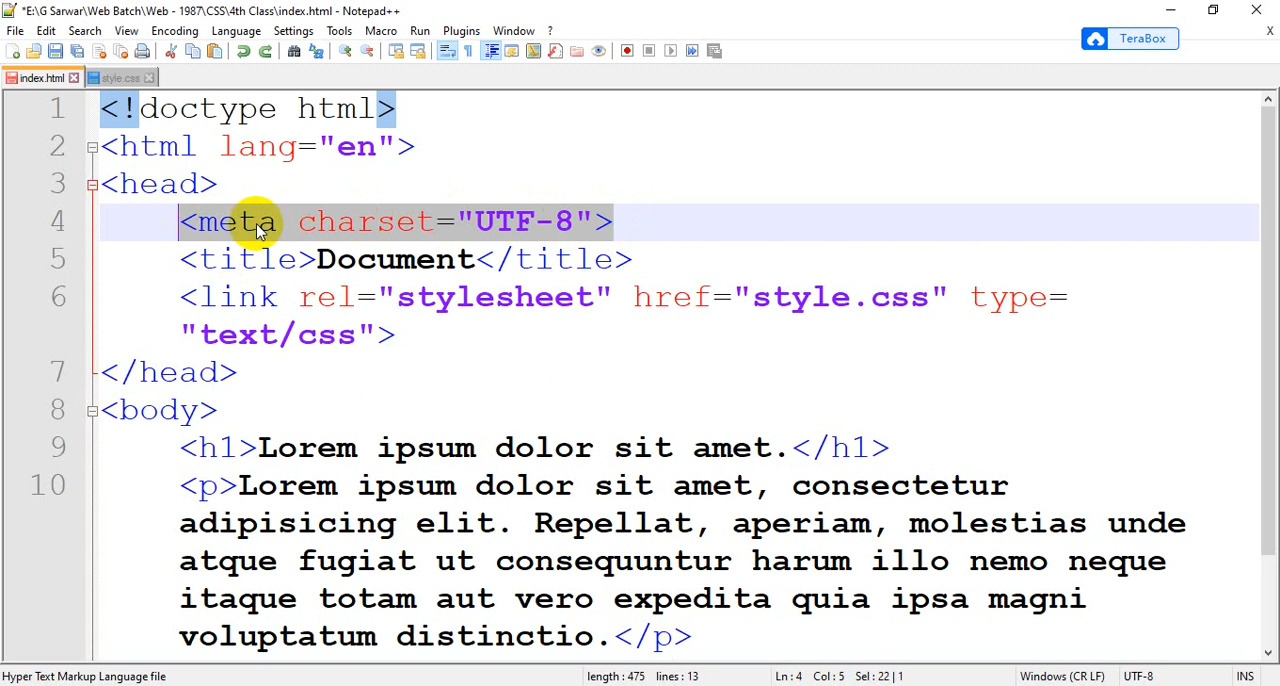 *E:\G Sarwar\Web Batch\Web - 1987\CSS\4th Class\index.html - Notepad++
File Edit Search View Encoding Language Settings Tools Macro Run Plugins Window ? X
TeraBox
index.html style.css
1 <!doctype html>
2 <html lang="en">
3 <head>
4 <meta charset="UTF-8">
5 <title>Document</title>
6 <link rel="stylesheet" href="style.css" type=
"text/css">
7 </head>
8 <body>
9 <h1>Lorem ipsum dolor sit amet.</h1>
10 <p>Lorem ipsum dolor sit amet, consectetur
adipisicing elit. Repellat, aperiam, molestias unde
atque fugiat ut consequuntur harum illo nemo neque
itaque totam aut vero expedita quia ipsa magni
voluptatum distinctio.</p>
Hyper Text Markup Language file length : 475 lines : 13 Ln : 4 Col : 5 Sel : 22 | 1 Windows (CR LF) UTF-8 INS